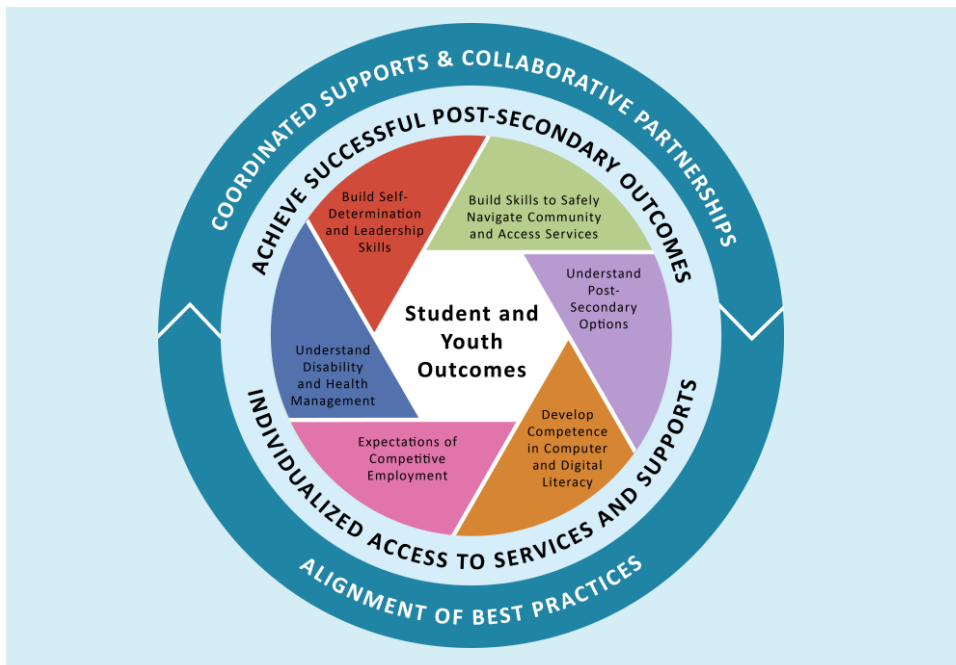 COORDINATED SUPPORTS & COLLABORATIVE PARTNERSHIPS
ACHIEVE SUCCESSFUL POST-SECONDARY OUTCOMES
Build Self-
Determination
and Leadership
Skills
Build Skills to Safely
Navigate Community
and Access Services
Understand
Post-
Secondary
Options
Student and
Youth
Outcomes
Understand
Disability
and Health
Management
Develop
Competence
in Computer
and Digital
Literacy
Expectations of
Competitive
Employment
INDIVIDUALIZED ACCESS TO SERVICES AND SUPPORTS
ALIGNMENT OF BEST PRACTICES